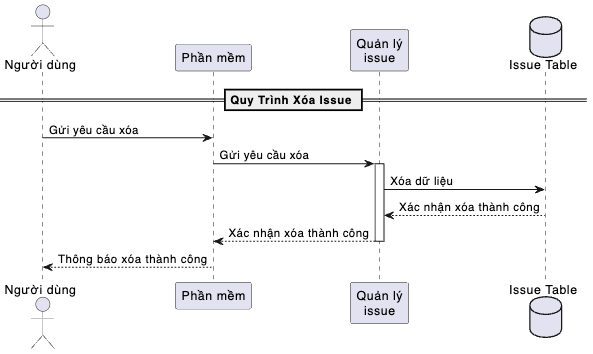 Người dùng
Phần mềm
Quản lý
issue
Issue Table
Quy Trình Xóa Issue
Gửi yêu cầu xóa
Gửi yêu cầu xóa
Xóa dữ liệu
Xác nhận xóa thành công
Xác nhận xóa thành công
Thông báo xóa thành công
Người dùng
Phần mềm
Quản lý
issue
Issue Table